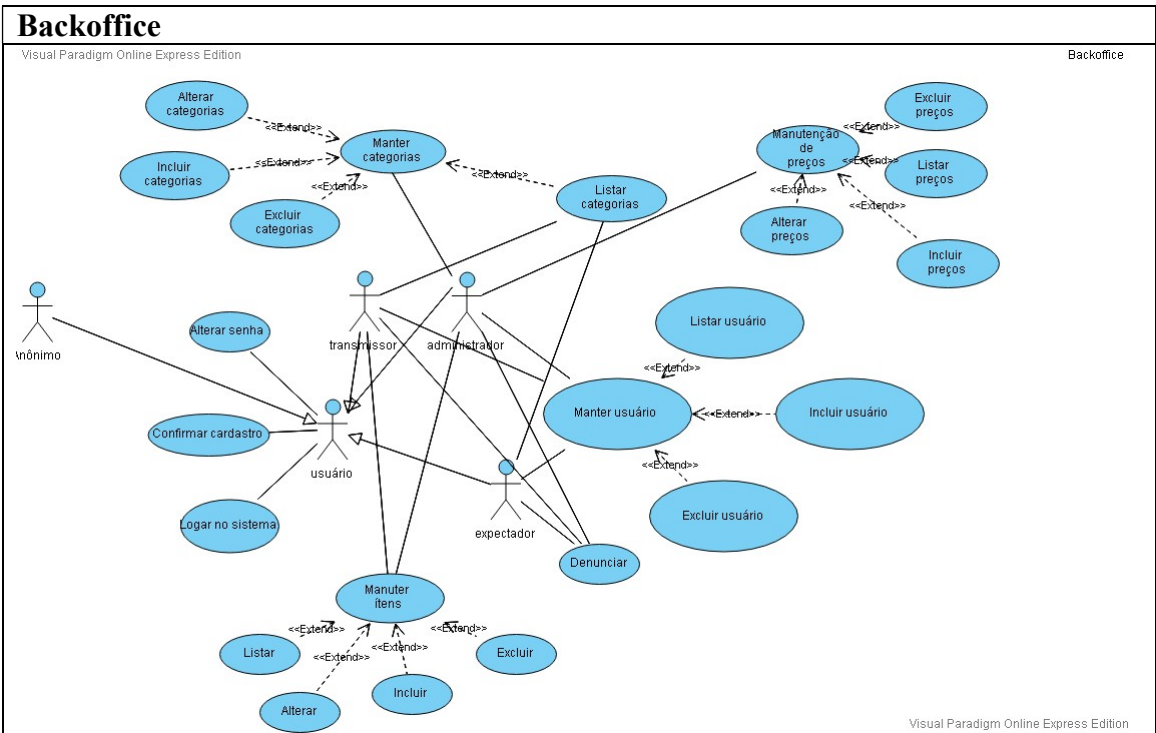 Backoffice
Visual Paradigm Online Express Edition
Backoffice
Alterar
categorias
<<Extend>>
Manter
categorias
Incluir
categorias
<<Extend>>
<<Extend>>
Excluir
categorias
<<Extend>>
Listar
categorias
Manutenção
de
preços
<<Extend>>
Excluir
preços
<<Extend>>
Listar
preços
<<Extend>>
Alterar
preços
<<Extend>>
Incluir
preços
Anônimo
Alterar senha
transmissor
administrador
Listar usuário
<<Extend>>
Manter usuário
<<Extend>>
Incluir usuário
<<Extend>>
Excluir usuário
Confirmar cardastro
usuário
Logar no sistema
expectador
Denunciar
Manuter
ítens
<<Extend>>
Listar
<<Extend>>
Alterar
<<Extend>>
Incluir
<<Extend>>
Excluir
Visual Paradigm Online Express Edition